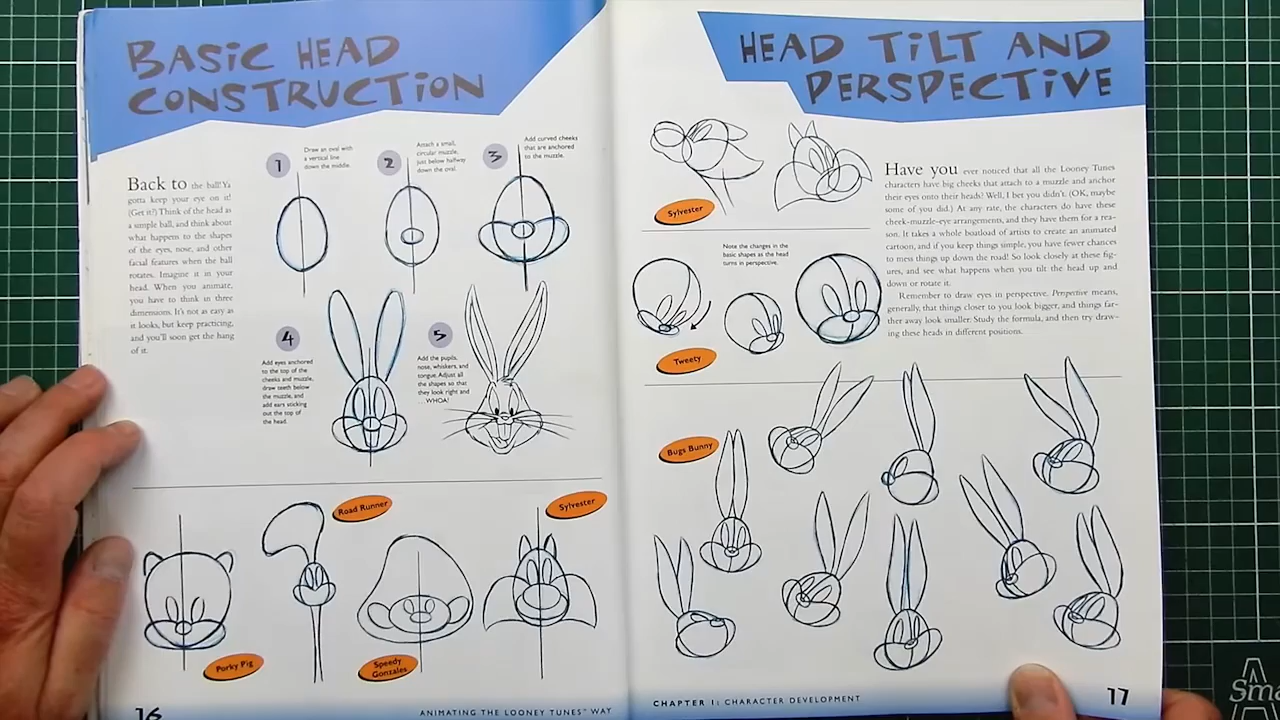 BASIC HEAD
CONSTRUCTION
Back to the ball! Ya
gotta keep your eye on it!
(Get it?) Think of the head as
a simple ball, and think about
what happens to the shapes
of the eyes, nose, and other
facial features when the ball
rotates. Imagine it in your
head. When you animate,
you have to think in three
dimensions. It's not as easy as
it looks, but keep practicing,
and you'll soon get the hang
of it.
1
Draw an oval with
a vertical line
down the middle.
2
Attach a small,
circular muzzle,
just below halfway
down the oval.
3
Add curved cheeks
that are anchored
to the muzzle.
4
Add eyes anchored
to the top of the
cheeks and muzzle,
draw teeth below
the muzzle, and
add ears sticking
out the top of
the head.
5
Add the pupils,
nose, whiskers, and
tongue. Adjust all
the shapes so that
they look right and
. . . WHOA!
Road Runner
Sylvester
Porky Pig
Speedy
Gonzales
16
ANIMATING THE LOONEY TUNES™ WAY
HEAD TILT AND
PERSPECTIVE
Sylvester
Have you ever noticed that all the Looney Tunes
characters have big cheeks that attach to a muzzle and anchor
their eyes onto their heads? Well, I bet you didn't. (OK, maybe
some of you did.) At any rate, the characters do have these
cheek-muzzle-eye arrangements, and they have them for a rea-
son. It takes a whole boatload of artists to create an animated
cartoon, and if you keep things simple, you have fewer chances
to mess things up down the road! So look closely at these fig-
ures, and see what happens when you tilt the head up and
down or rotate it.
Remember to draw eyes in perspective. Perspective means,
generally, that things closer to you look bigger, and things far-
ther away look smaller. Study the formula, and then try draw-
ing these heads in different positions.
Note the changes in the
basic shapes as the head
turns in perspective.
Tweety
Bugs Bunny
CHAPTER 1: CHARACTER DEVELOPMENT
17